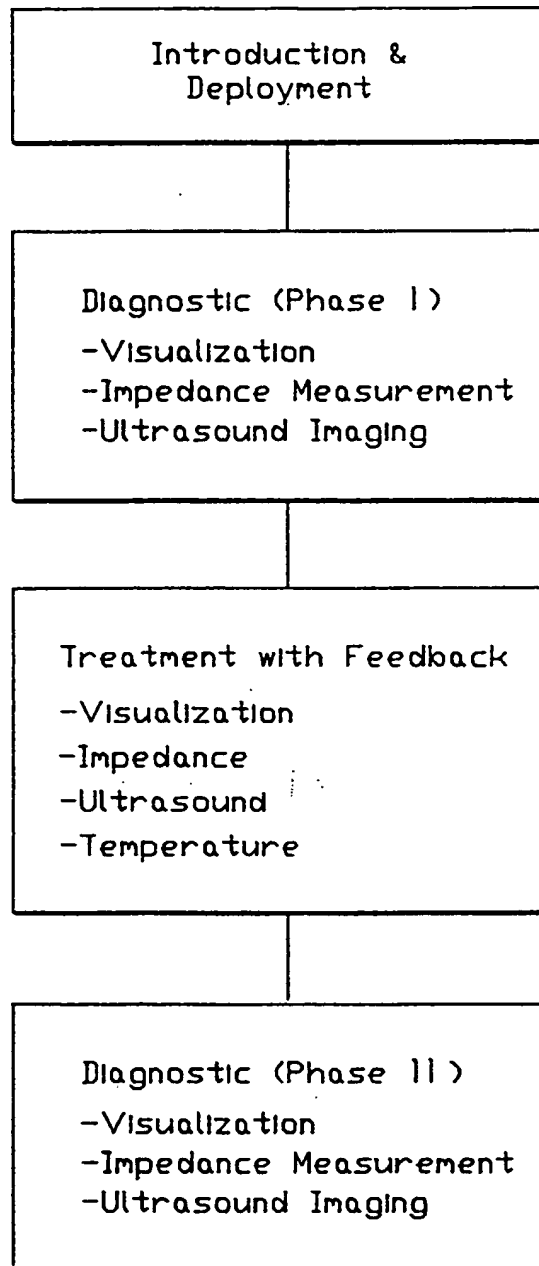 Introduction &
Deployment
Diagnostic (Phase I)
-Visualization
-Impedance Measurement
-Ultrasound Imaging
Treatment with Feedback
-Visualization
-Impedance
-Ultrasound
-Temperature
Diagnostic (Phase II)
-Visualization
-Impedance Measurement
-Ultrasound Imaging